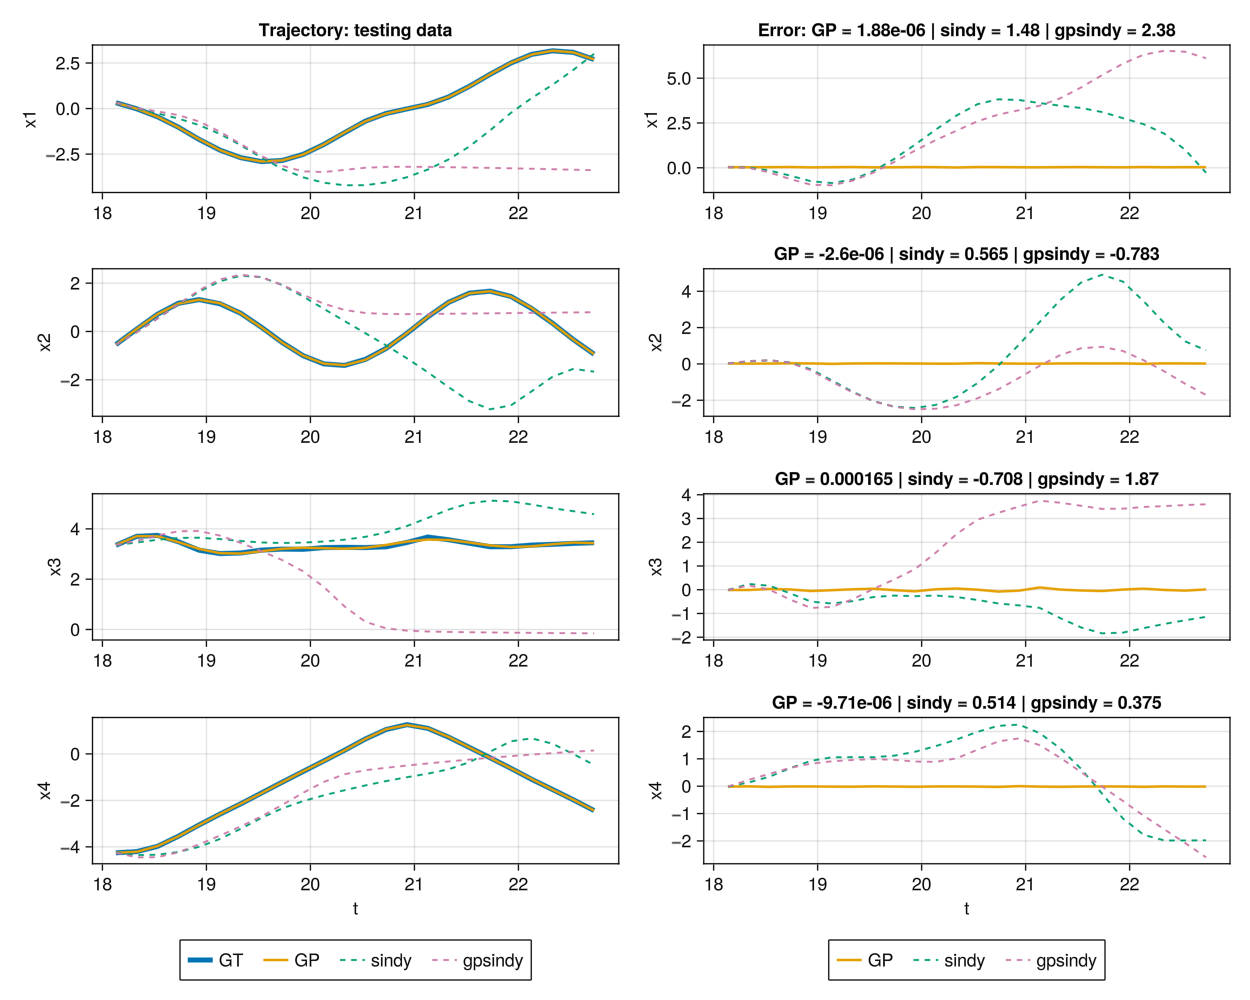 Trajectory: testing data
x1
2.5
0.0
−2.5
18 19 20 21 22
Error: GP = 1.88e-06 | sindy = 1.48 | gpsindy = 2.38
x1
5.0
2.5
0.0
18 19 20 21 22
x2
2
0
−2
18 19 20 21 22
GP = -2.6e-06 | sindy = 0.565 | gpsindy = -0.783
x2
4
2
0
−2
18 19 20 21 22
x3
4
2
0
18 19 20 21 22
GP = 0.000165 | sindy = -0.708 | gpsindy = 1.87
x3
4
3
2
1
0
−1
−2
18 19 20 21 22
x4
0
−2
−4
18 19 20 21 22
t
GP = -9.71e-06 | sindy = 0.514 | gpsindy = 0.375
x4
2
1
0
−1
−2
18 19 20 21 22
t
GT GP sindy gpsindy
GP sindy gpsindy